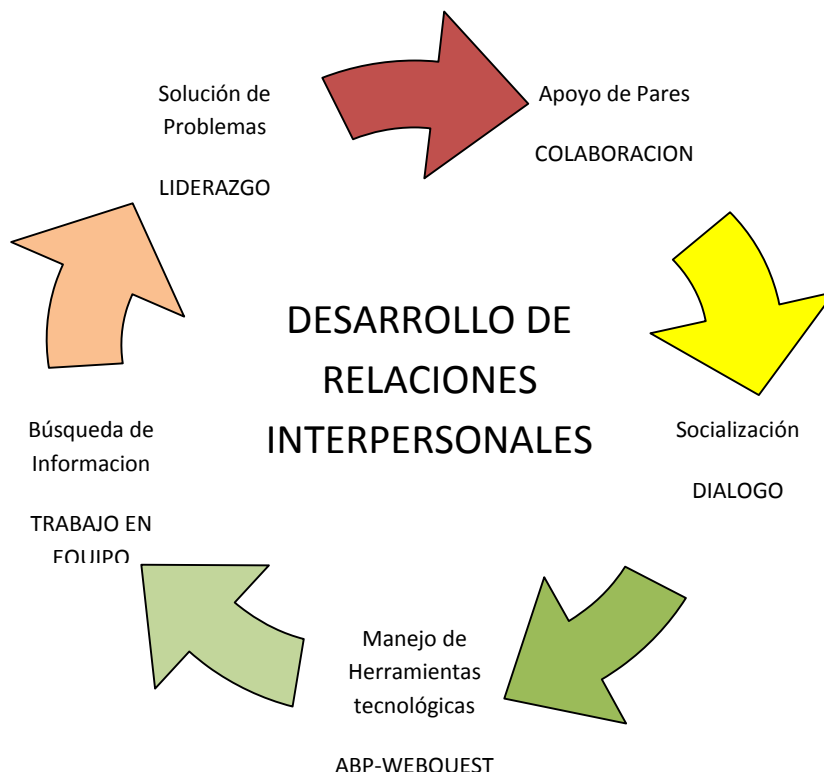 Solución de
Problemas
LIDERAZGO
Apoyo de Pares
COLABORACION
DESARROLLO DE
RELACIONES
INTERPERSONALES
Socialización
DIALOGO
Manejo de
Herramientas
tecnológicas
ABP-WEBQUEST
Búsqueda de
Informacion
TRABAJO EN
EQUIPO